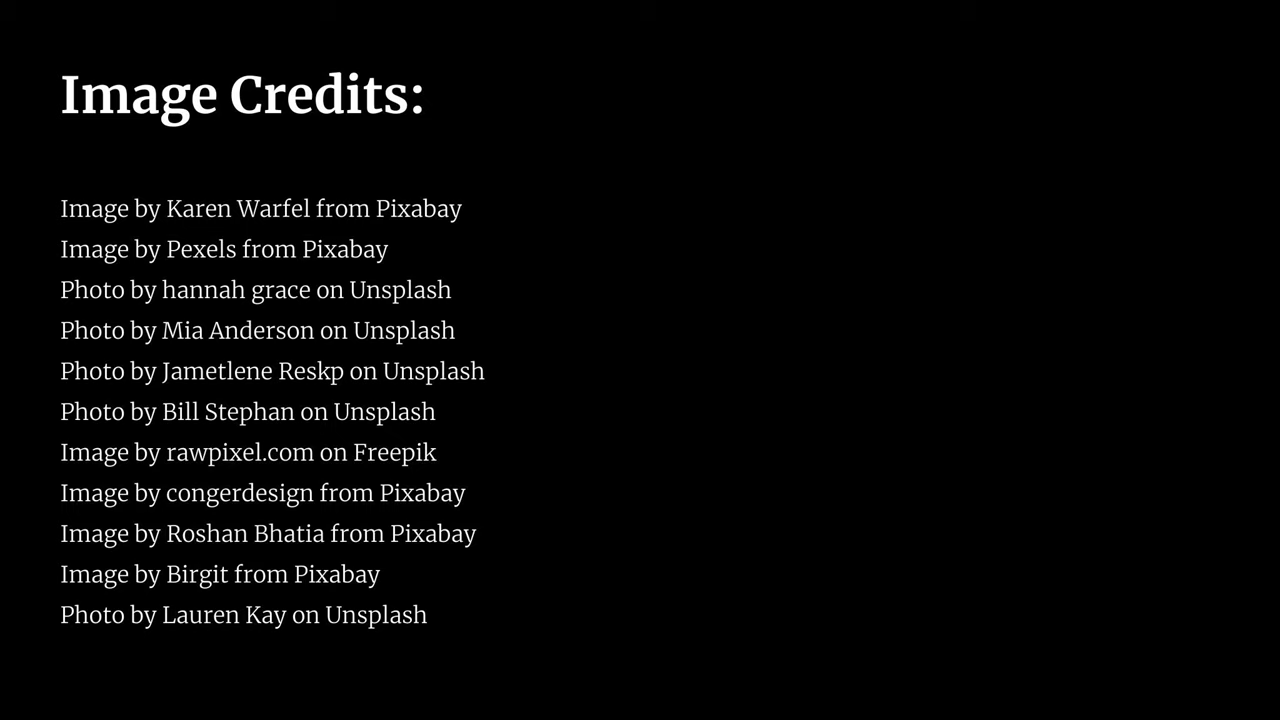 Image Credits:
Image by Karen Warfel from Pixabay
Image by Pexels from Pixabay
Photo by hannah grace on Unsplash
Photo by Mia Anderson on Unsplash
Photo by Jametlene Reskp on Unsplash
Photo by Bill Stephan on Unsplash
Image by rawpixel.com on Freepik
Image by congerdesign from Pixabay
Image by Roshan Bhatia from Pixabay
Image by Birgit from Pixabay
Photo by Lauren Kay on Unsplash